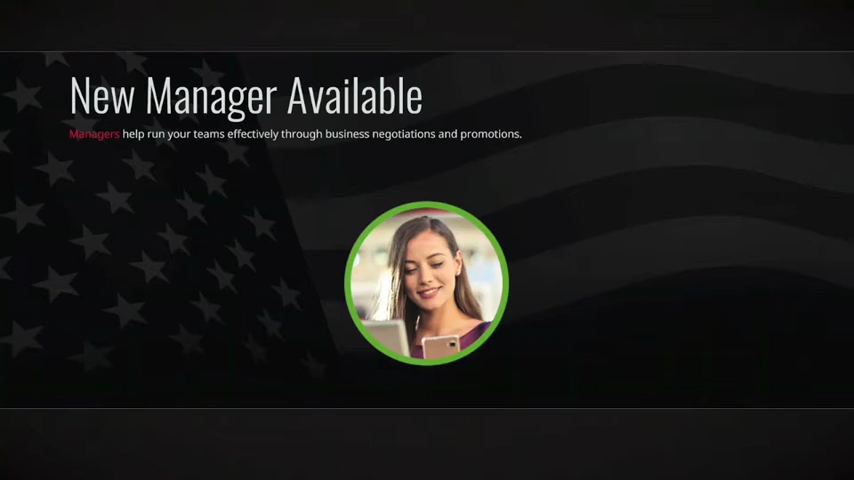 New Manager Available
Managers help run your teams effectively through business negotiations and promotions.